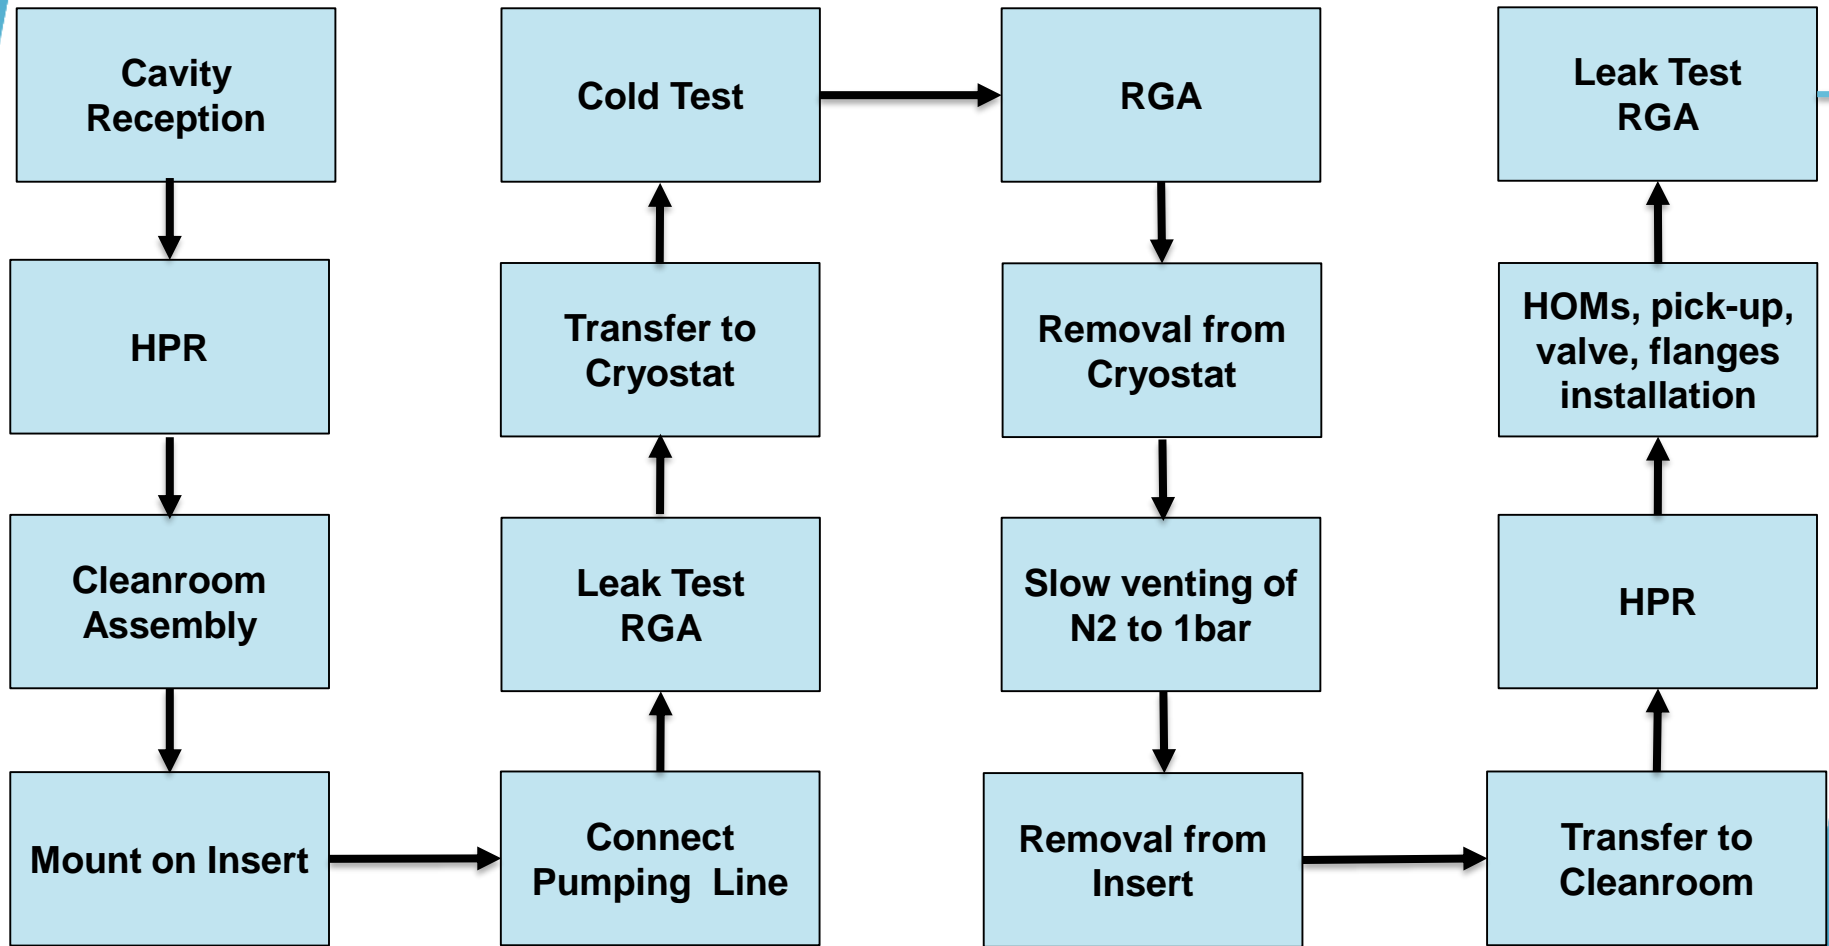 Cavity
Reception
HPR
Cleanroom
Assembly
Mount on Insert
Connect
Pumping  Line
Leak Test
RGA
Transfer to
Cryostat
Cold Test
RGA
Removal from
Cryostat
Slow venting of
N2 to 1bar
Removal from
Insert
Transfer to
Cleanroom
HPR
HOMs, pick-up,
valve, flanges
installation
Leak Test
RGA